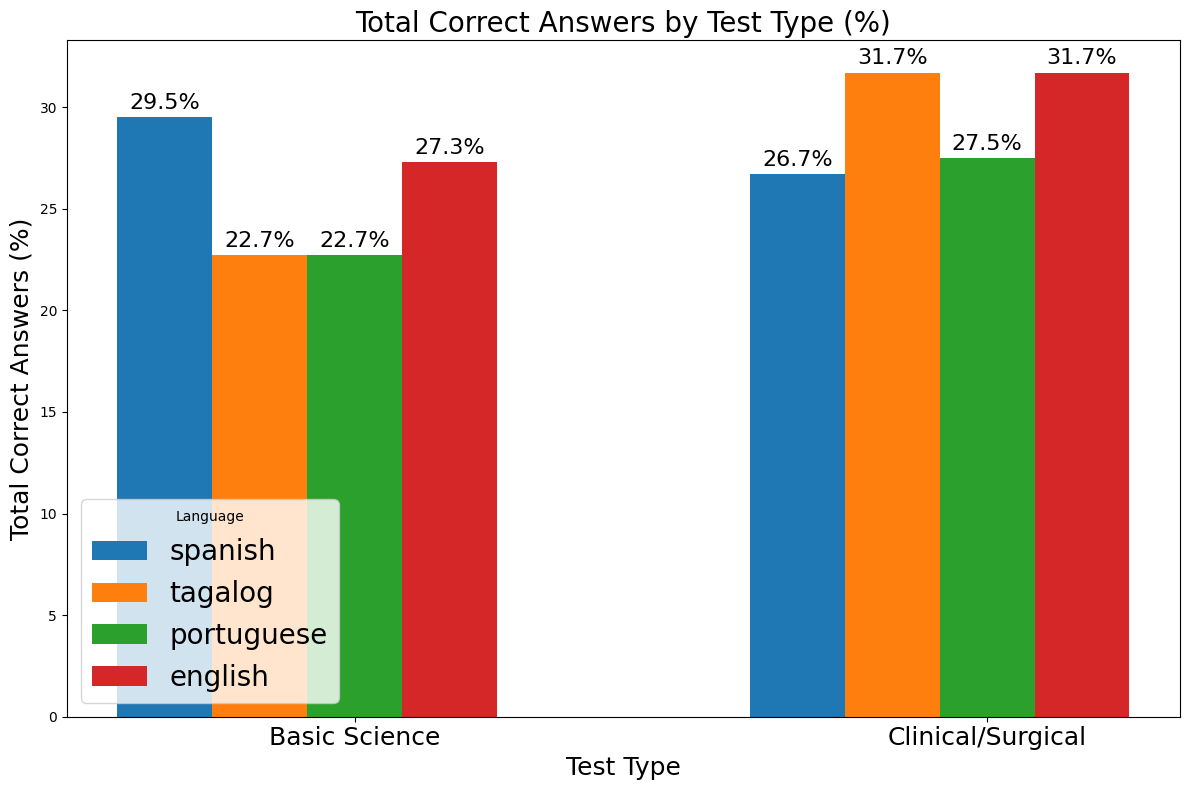 Total Correct Answers by Test Type (%)
Total Correct Answers (%)
30
25
20
15
10
5
0
29.5%
22.7%
22.7%
27.3%
26.7%
31.7%
27.5%
31.7%
Language
spanish
tagalog
portuguese
english
Basic Science
Clinical/Surgical
Test Type